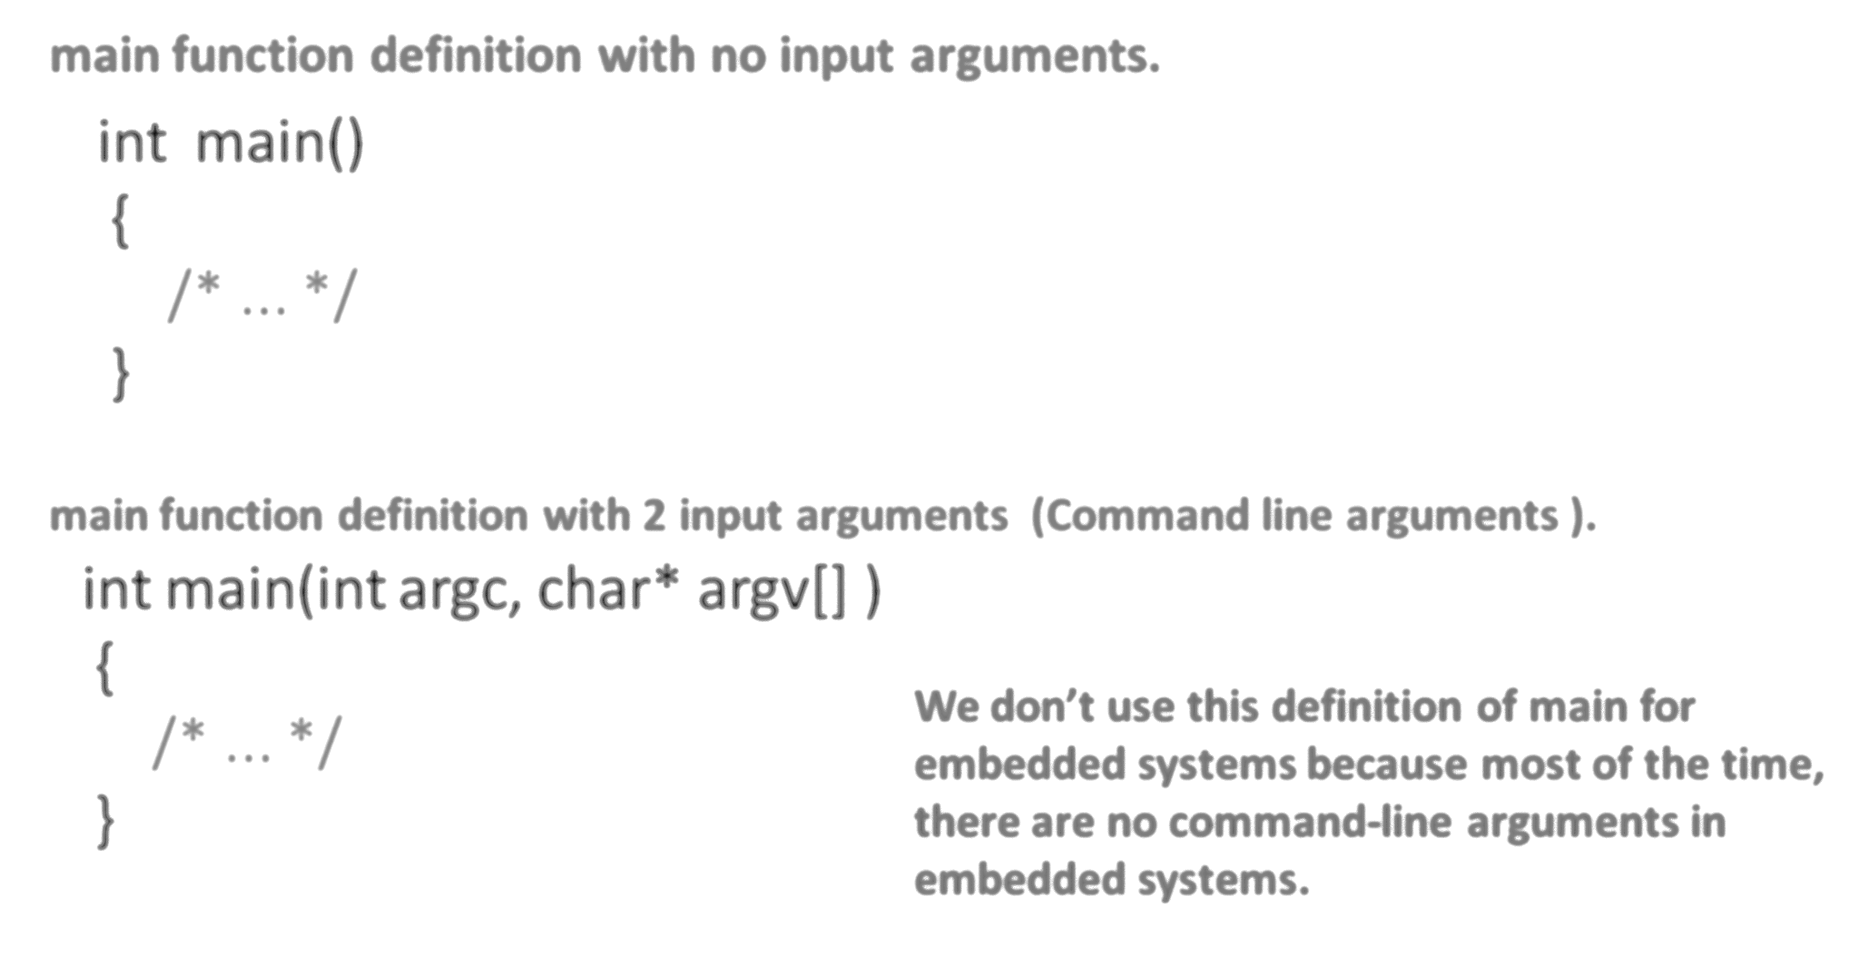 main function definition with no input arguments.
int main()
{
/* ... */
}
main function definition with 2 input arguments (Command line arguments ).
int main(int argc, char* argv[] )
{
/* ... */
}
We don’t use this definition of main for
embedded systems because most of the time,
there are no command-line arguments in
embedded systems.